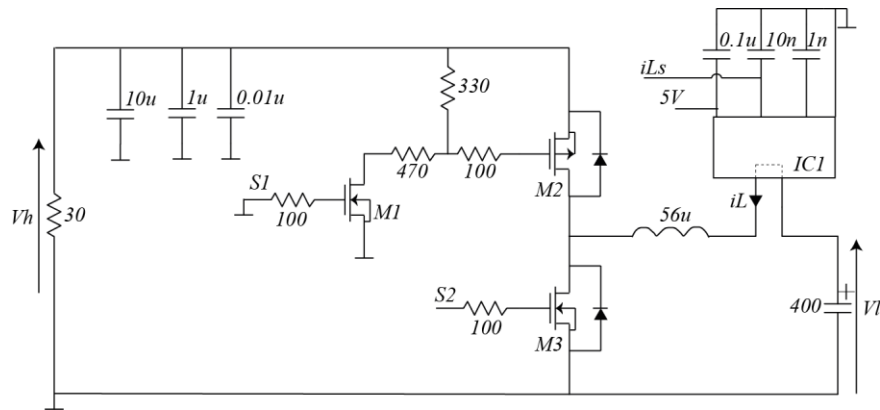 0.1u 10n 1n
iLs
5V
IC1
10u 1u 0.01u
330
470 100
M2
S1
100
M1
Vh
30
iL
56u
S2
100
M3
400
+
Vl